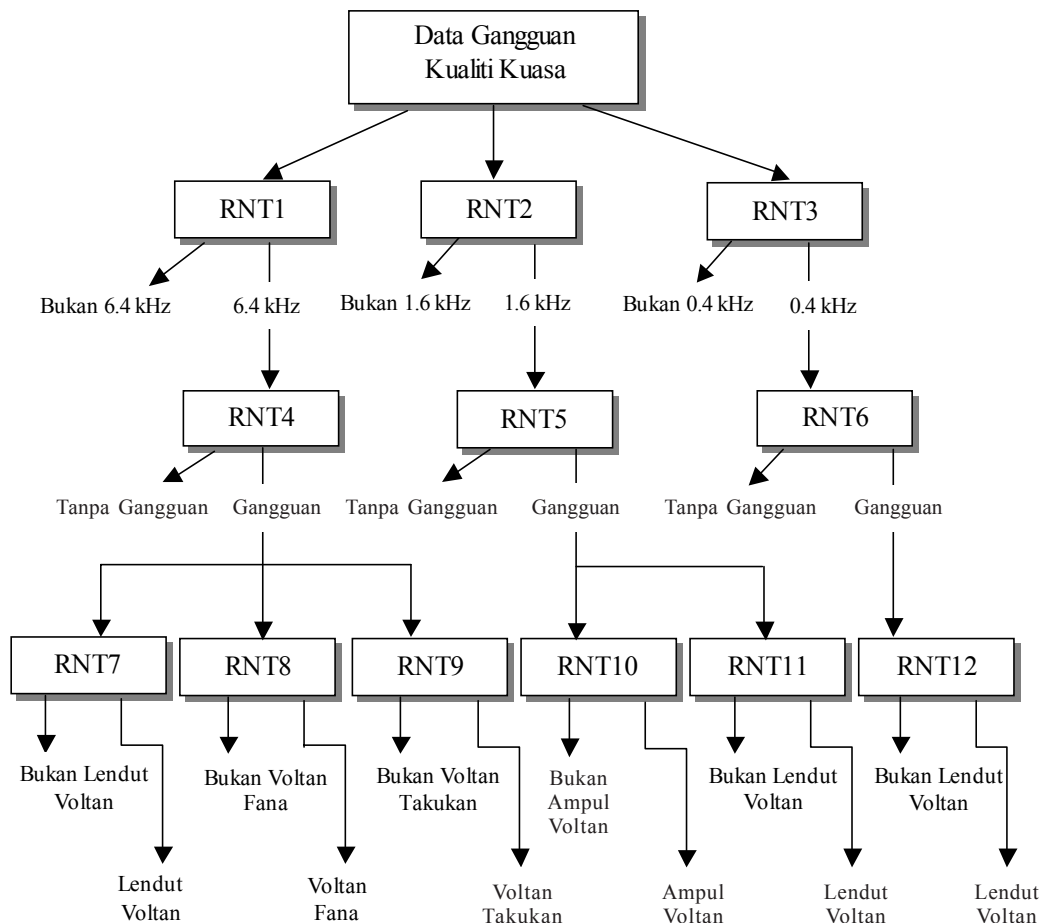 Data Gangguan
Kualiti Kuasa
RNT1
RNT2
RNT3
Bukan 6.4 kHz
6.4 kHz
Bukan 1.6 kHz
1.6 kHz
Bukan 0.4 kHz
0.4 kHz
RNT4
RNT5
RNT6
Tanpa Gangguan
Gangguan
Tanpa Gangguan
Gangguan
Tanpa Gangguan
Gangguan
RNT7
RNT8
RNT9
RNT10
RNT11
RNT12
Bukan Lendut
Voltan
Bukan Voltan
Fana
Bukan Voltan
Takukan
Bukan
Ampul
Voltan
Bukan Lendut
Voltan
Bukan Lendut
Voltan
Lendut
Voltan
Voltan
Fana
Voltan
Takukan
Ampul
Voltan
Lendut
Voltan
Lendut
Voltan